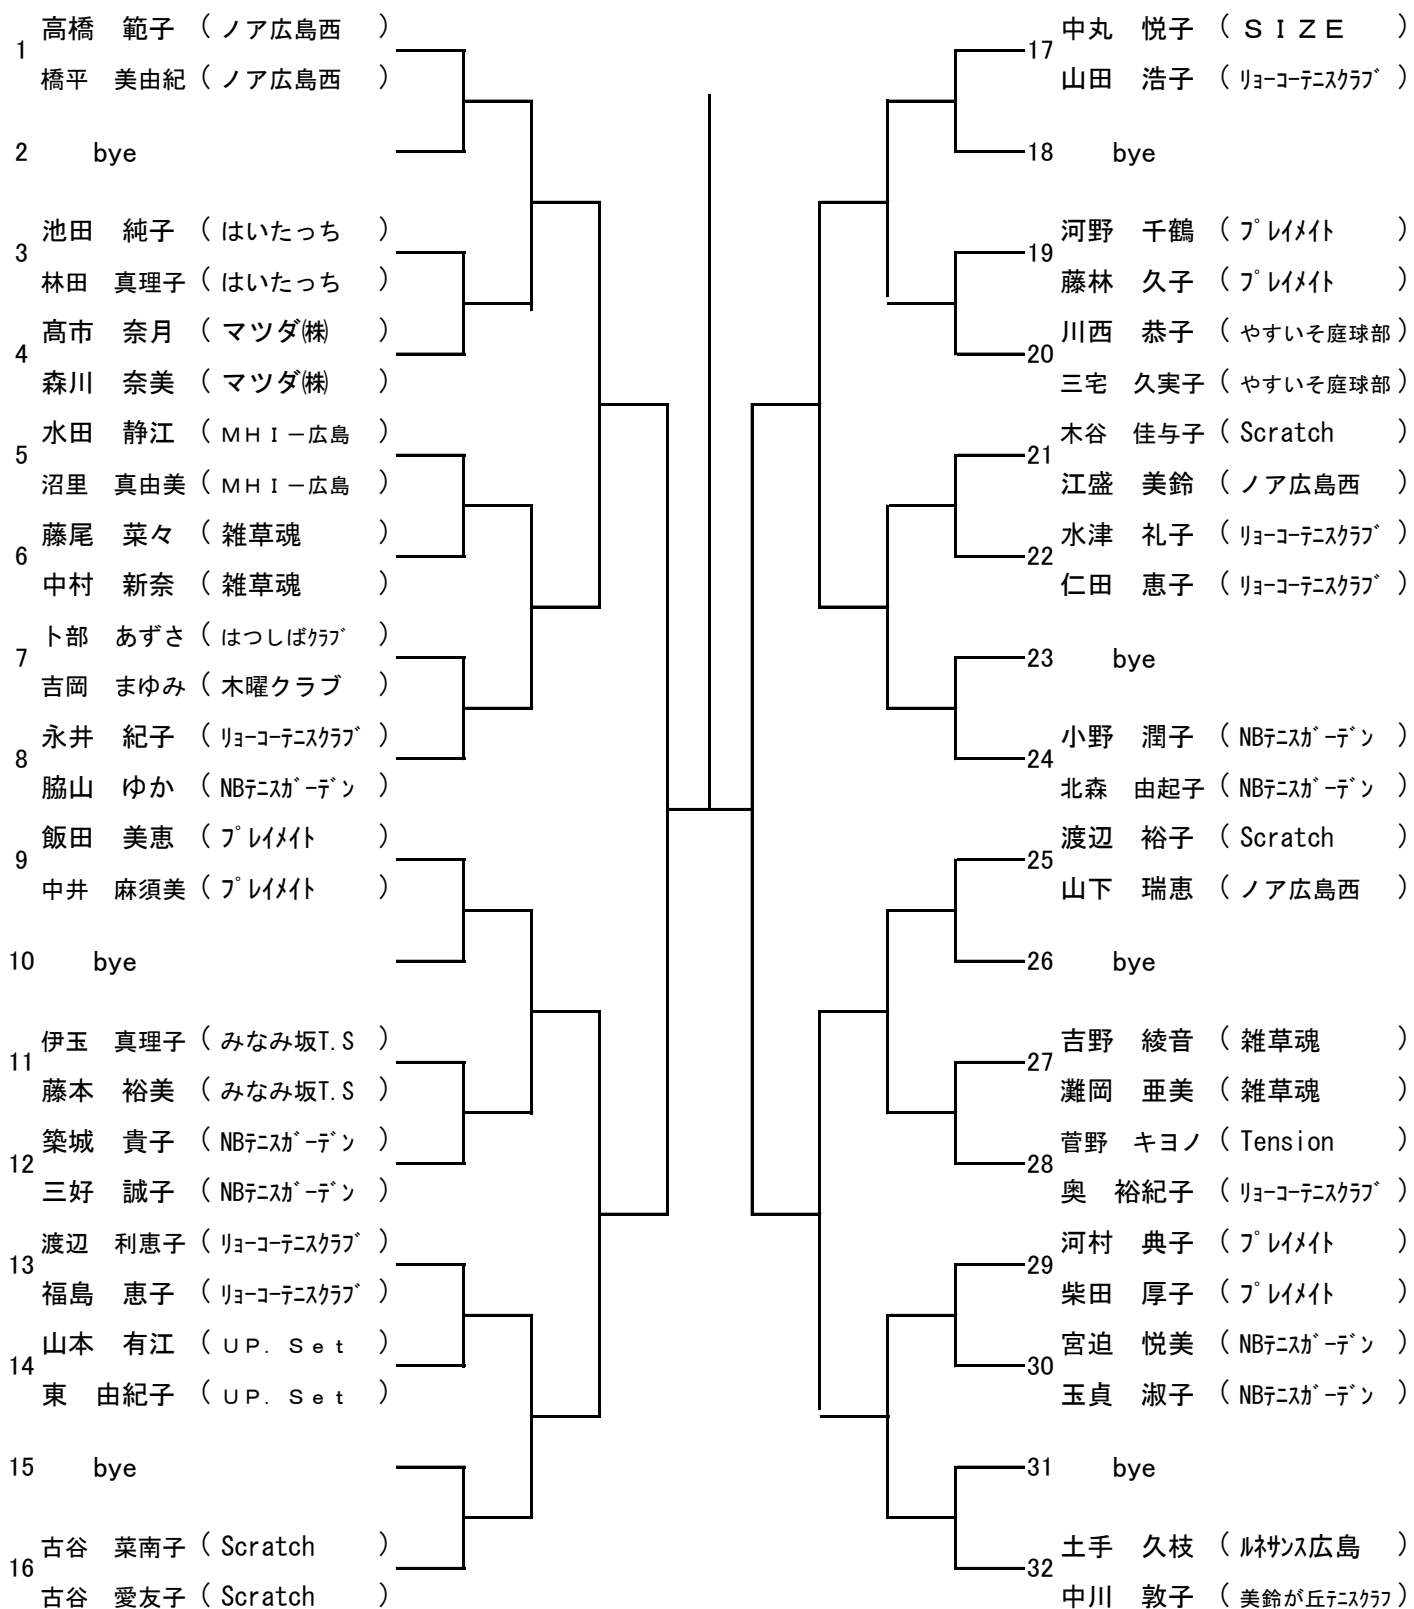 1 高橋　範子 ( ノア広島西 )
橋平　美由紀 ( ノア広島西 )
2 bye
3 池田　純子 ( はいたっち )
林田　真理子 ( はいたっち )
4 髙市　奈月 ( マツダ㈱ )
森川　奈美 ( マツダ㈱ )
5 水田　静江 ( ＭＨＩ－広島 )
沼里　真由美 ( ＭＨＩ－広島 )
6 藤尾　菜々 ( 雑草魂 )
中村　新奈 ( 雑草魂 )
7 卜部　あずさ ( はつしばｸﾗﾌﾞ )
吉岡　まゆみ ( 木曜クラブ )
8 永井　紀子 ( ﾘｮｰｺｰﾃﾆｽｸﾗﾌﾞ )
脇山　ゆか ( NBﾃﾆｽｶﾞｰﾃﾞﾝ )
9 飯田　美恵 ( ﾌﾟﾚｲﾒｲﾄ )
中井　麻須美 ( ﾌﾟﾚｲﾒｲﾄ )
10 bye
11 伊玉　真理子 ( みなみ坂T.S )
藤本　裕美 ( みなみ坂T.S )
12 築城　貴子 ( NBﾃﾆｽｶﾞｰﾃﾞﾝ )
三好　誠子 ( NBﾃﾆｽｶﾞｰﾃﾞﾝ )
13 渡辺　利恵子 ( ﾘｮｰｺｰﾃﾆｽｸﾗﾌﾞ )
福島　恵子 ( ﾘｮｰｺｰﾃﾆｽｸﾗﾌﾞ )
14 山本　有江 ( ＵＰ．Ｓｅｔ )
東　由紀子 ( ＵＰ．Ｓｅｔ )
15 bye
16 古谷　菜南子 ( Scratch )
古谷　愛友子 ( Scratch )
17 中丸　悦子 ( ＳＩＺＥ )
山田　浩子 ( ﾘｮｰｺｰﾃﾆｽｸﾗﾌﾞ )
18 bye
19 河野　千鶴 ( ﾌﾟﾚｲﾒｲﾄ )
藤林　久子 ( ﾌﾟﾚｲﾒｲﾄ )
20 川西　恭子 ( やすいそ庭球部 )
三宅　久実子 ( やすいそ庭球部 )
21 木谷　佳与子 ( Scratch )
江盛　美鈴 ( ノア広島西 )
22 水津　礼子 ( ﾘｮｰｺｰﾃﾆｽｸﾗﾌﾞ )
仁田　恵子 ( ﾘｮｰｺｰﾃﾆｽｸﾗﾌﾞ )
23 bye
24 小野　潤子 ( NBﾃﾆｽｶﾞｰﾃﾞﾝ )
北森　由起子 ( NBﾃﾆｽｶﾞｰﾃﾞﾝ )
25 渡辺　裕子 ( Scratch )
山下　瑞恵 ( ノア広島西 )
26 bye
27 吉野　綾音 ( 雑草魂 )
灘岡　亜美 ( 雑草魂 )
28 菅野　キヨノ ( Tension )
奥　裕紀子 ( ﾘｮｰｺｰﾃﾆｽｸﾗﾌﾞ )
29 河村　典子 ( ﾌﾟﾚｲﾒｲﾄ )
柴田　厚子 ( ﾌﾟﾚｲﾒｲﾄ )
30 宮迫　悦美 ( NBﾃﾆｽｶﾞｰﾃﾞﾝ )
玉貞　淑子 ( NBﾃﾆｽｶﾞｰﾃﾞﾝ )
31 bye
32 土手　久枝 ( ﾙﾈｻﾝｽ広島 )
中川　敦子 ( 美鈴が丘ﾃﾆｽｸﾗﾌ )